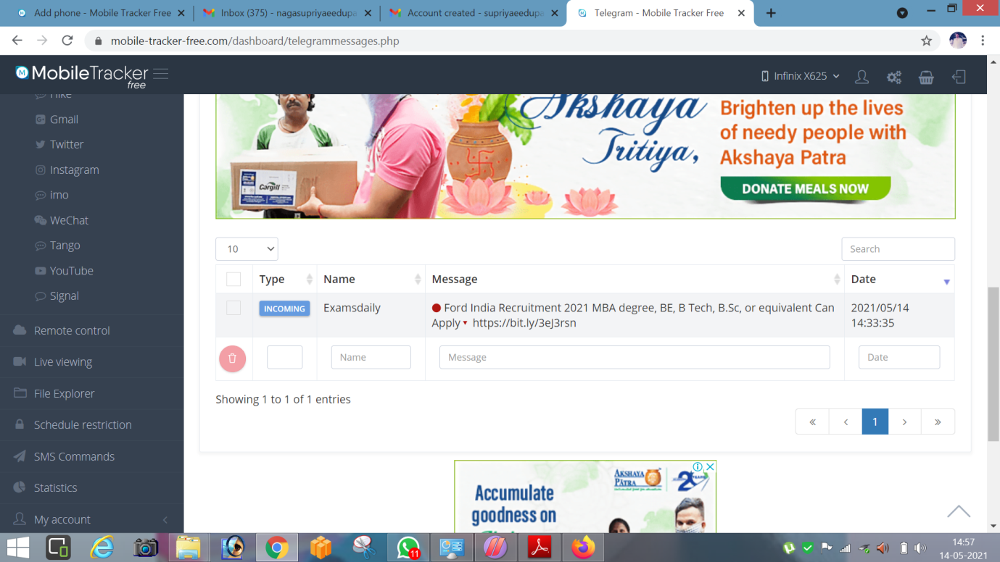 Add phone - Mobile Tracker Free
Inbox (375) - nagasupriyaeedupa
Account created - supriyaeedupa
Telegram - Mobile Tracker Free
mobile-tracker-free.com/dashboard/telegrammessages.php
MobileTracker
free
Infinix X625
Hike
Gmail
Twitter
Instagram
imo
WeChat
Tango
YouTube
Signal
Remote control
Live viewing
File Explorer
Schedule restriction
SMS Commands
Statistics
My account
Cargill
Akshaya
Tritiya,
Brighten up the lives
of needy people with
Akshaya Patra
DONATE MEALS NOW
10
Search
Type Name Message Date
INCOMING Examsdaily
Ford India Recruitment 2021 MBA degree, BE, B Tech, B.Sc, or equivalent Can
Apply https://bit.ly/3eJ3rsn
2021/05/14
14:33:35
Name Message Date
Showing 1 to 1 of 1 entries
« ‹ 1 › »
Accumulate
goodness on
AKSHAYA
PATRA
11
14:57
14-05-2021